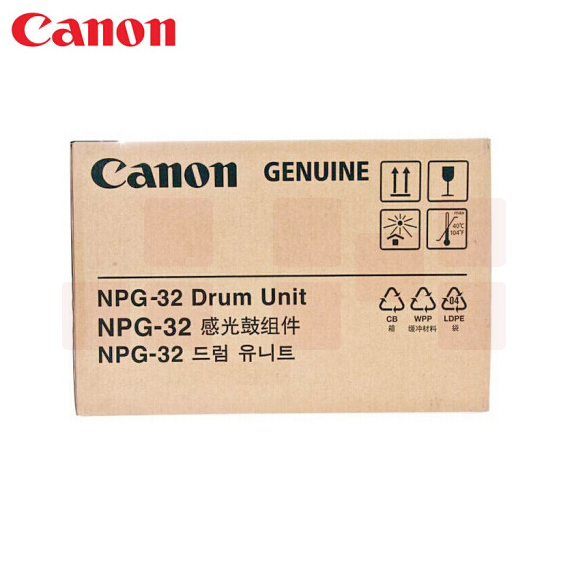 Canon
Canon GENUINE
max
40℃
104°F
NPG-32 Drum Unit
NPG-32 感光鼓组件
NPG-32 드럼 유니트
04
CB WPP LDPE
箱 缓冲材料 袋